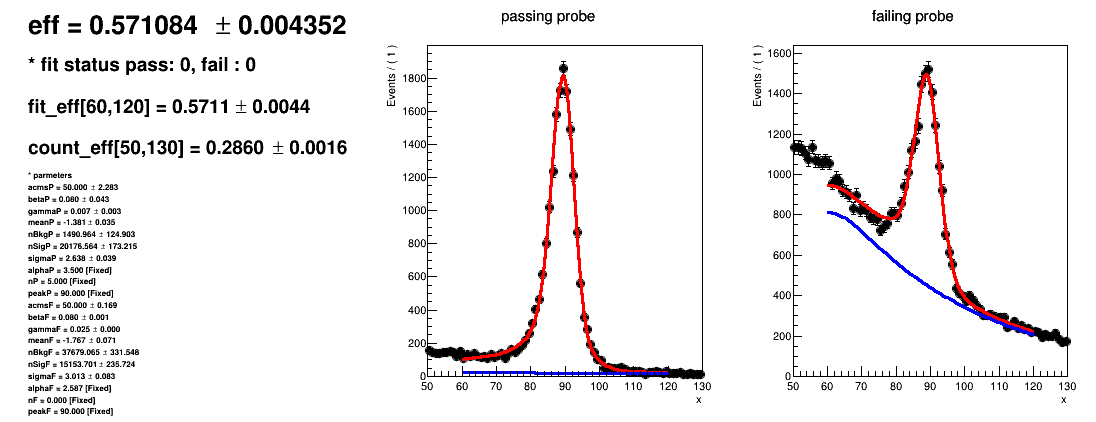 eff = 0.571084 ± 0.004352
* fit status pass: 0, fail : 0
fit_eff[60,120] = 0.5711 ± 0.0044
count_eff[50,130] = 0.2860 ± 0.0016
* parmeters
acmsP = 50.000 ± 2.283
betaP = 0.080 ± 0.043
gammaP = 0.007 ± 0.003
meanP = -1.381 ± 0.035
nBkgP = 1490.964 ± 124.903
nSigP = 20176.564 ± 173.215
sigmaP = 2.638 ± 0.039
alphaP = 3.500 [Fixed]
nP = 5.000 [Fixed]
peakP = 90.000 [Fixed]
acmsF = 50.000 ± 0.169
betaF = 0.080 ± 0.001
gammaF = 0.025 ± 0.000
meanF = -1.767 ± 0.071
nBkgF = 37679.065 ± 331.548
nSigF = 15153.701 ± 235.724
sigmaF = 3.013 ± 0.083
alphaF = 2.587 [Fixed]
nF = 0.000 [Fixed]
peakF = 90.000 [Fixed]
passing probe
Events / ( 1 )
1800
1600
1400
1200
1000
800
600
400
200
0
50 60 70 80 90 100 110 120 130
x
failing probe
Events / ( 1 )
1600
1400
1200
1000
800
600
400
200
0
50 60 70 80 90 100 110 120 130
x